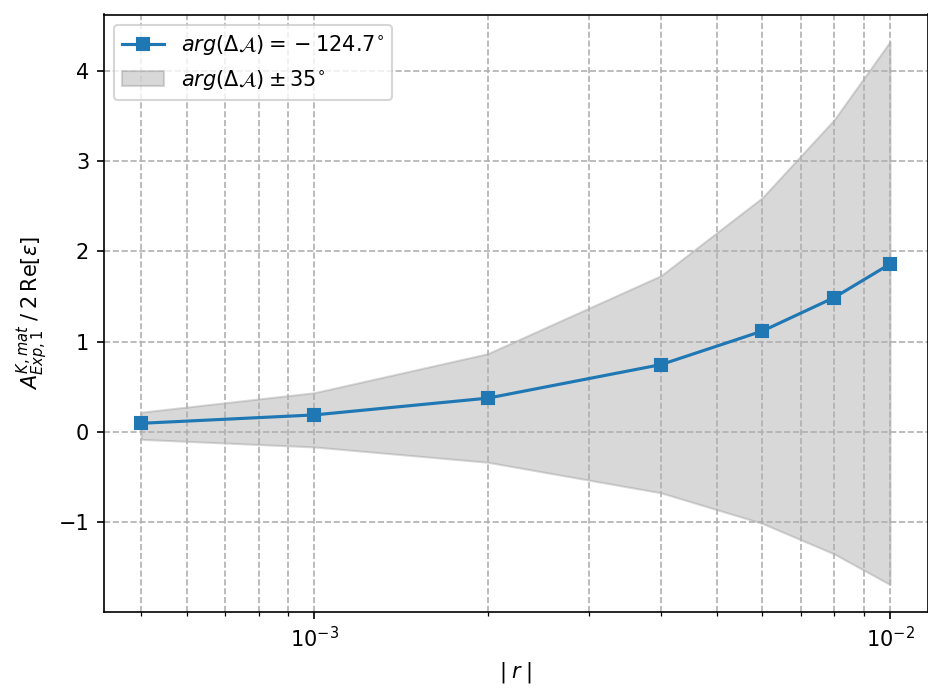 arg(Δ𝒜) = − 124.7°
arg(Δ𝒜) ± 35°
4
3
2
1
0
−1
A^{K, mat}_{Exp, 1} / 2 Re[ε]
10^{−3}
10^{−2}
| r |